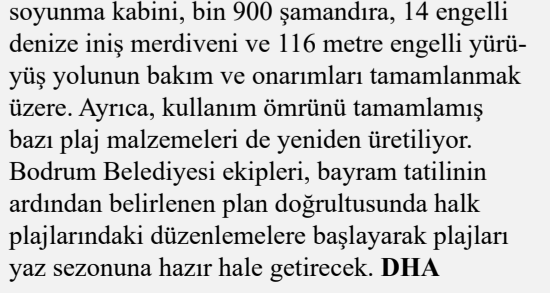 soyunma kabini, bin 900 şamandıra, 14 engelli
denize iniş merdiveni ve 116 metre engelli yürü-
yüş yolunun bakım ve onarımları tamamlanmak
üzere. Ayrıca, kullanım ömrünü tamamlamış
bazı plaj malzemeleri de yeniden üretiliyor.
Bodrum Belediyesi ekipleri, bayram tatilinin
ardından belirlenen plan doğrultusunda halk
plajlarındaki düzenlemelere başlayarak plajları
yaz sezonuna hazır hale getirecek. DHA